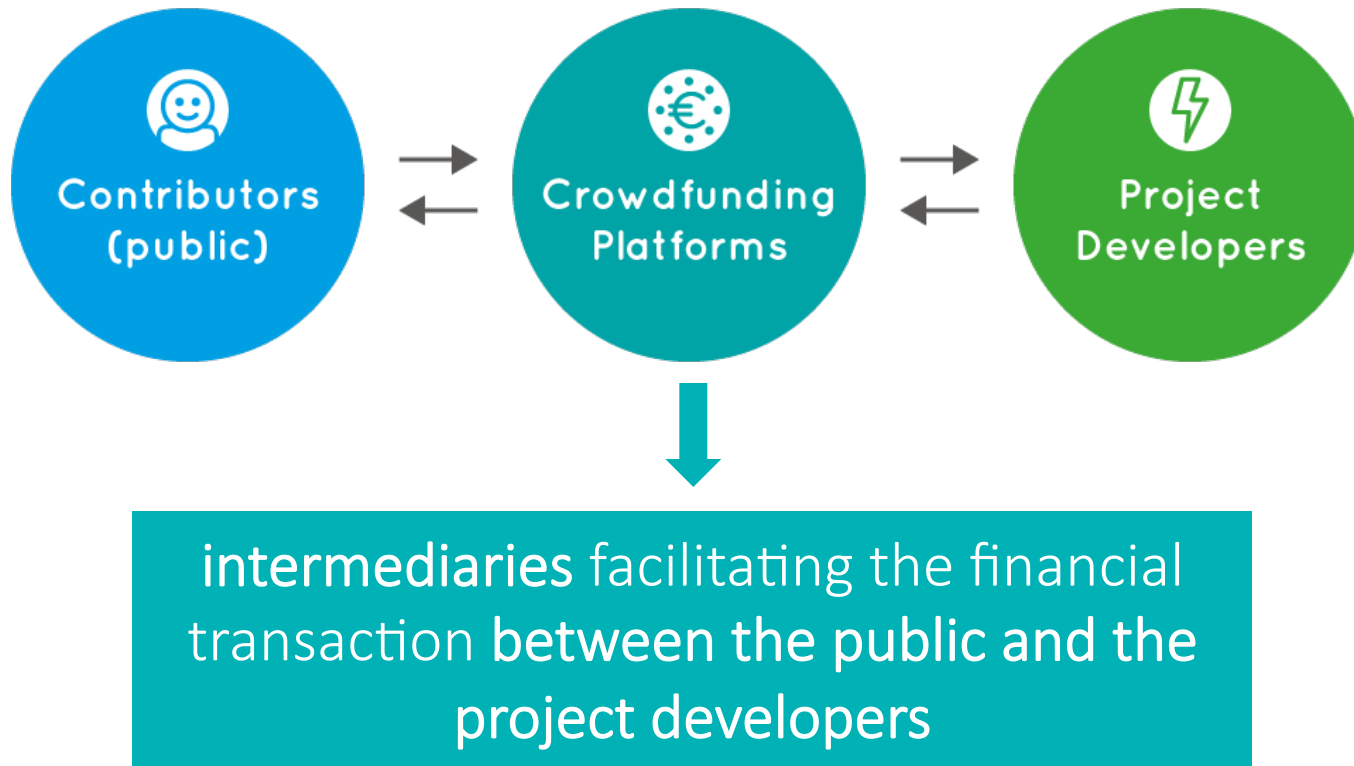 Contributors
(public)
Crowdfunding
Platforms
Project
Developers
intermediaries facilitating the financial
transaction between the public and the
project developers